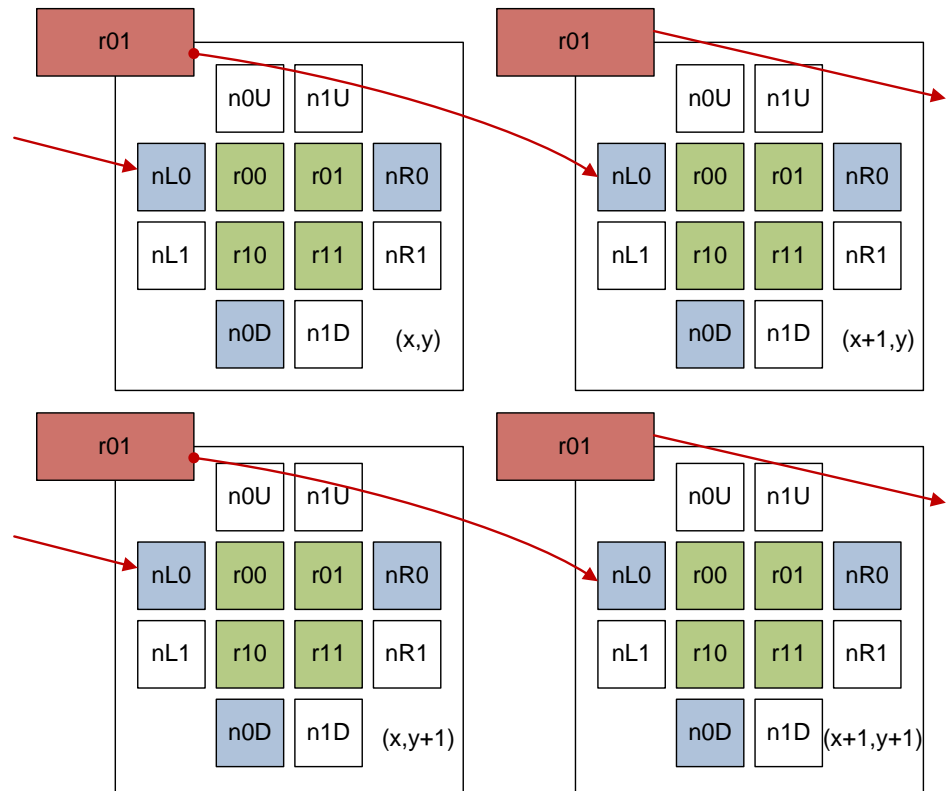 r01 r01
n0U n1U n0U n1U
nL0 r00 r01 nR0 nL0 r00 r01 nR0
nL1 r10 r11 nR1 nL1 r10 r11 nR1
n0D n1D (x,y) n0D n1D (x+1,y)
r01 r01
n0U n1U n0U n1U
nL0 r00 r01 nR0 nL0 r00 r01 nR0
nL1 r10 r11 nR1 nL1 r10 r11 nR1
n0D n1D (x,y+1) n0D n1D (x+1,y+1)